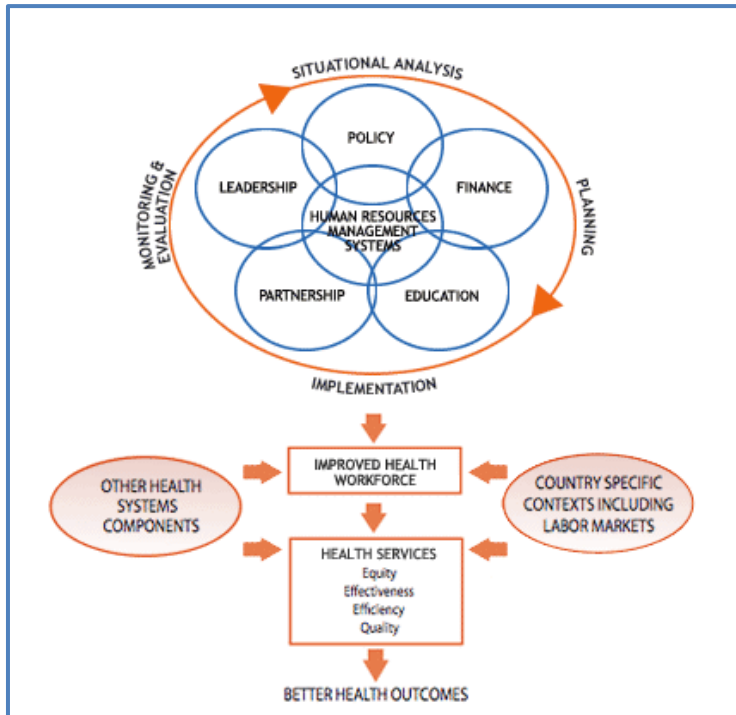 SITUATIONAL ANALYSIS
POLICY
LEADERSHIP
FINANCE
MONITORING &
EVALUATION
PLANNING
HUMAN RESOURCES
MANAGEMENT
SYSTEMS
PARTNERSHIP
EDUCATION
IMPLEMENTATION
IMPROVED HEALTH
WORKFORCE
OTHER HEALTH
SYSTEMS
COMPONENTS
COUNTRY SPECIFIC
CONTEXTS INCLUDING
LABOR MARKETS
HEALTH SERVICES
Equity
Effectiveness
Efficiency
Quality
BETTER HEALTH OUTCOMES